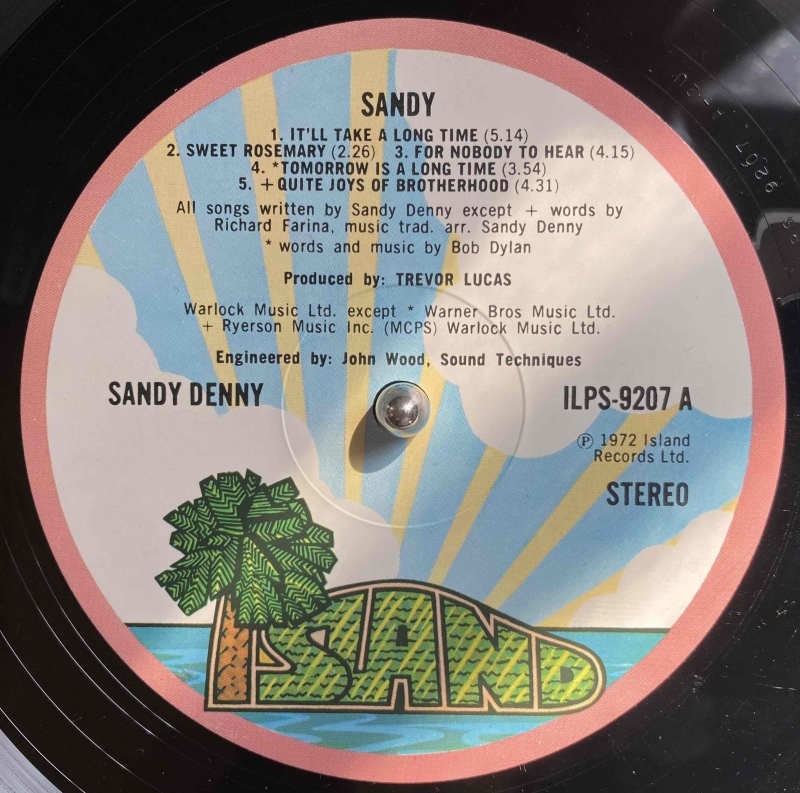 SANDY
1. IT'LL TAKE A LONG TIME (5.14)
2. SWEET ROSEMARY (2.26) 3. FOR NOBODY TO HEAR (4.15)
4. *TOMORROW IS A LONG TIME (3.54)
5. +QUITE JOYS OF BROTHERHOOD (4.31)
All songs written by Sandy Denny except + words by
Richard Farina, music trad. arr. Sandy Denny
* words and music by Bob Dylan
Produced by: TREVOR LUCAS
Warlock Music Ltd. except * Warner Bros Music Ltd.
+ Ryerson Music Inc. (MCPS) Warlock Music Ltd.
Engineered by: John Wood, Sound Techniques
SANDY DENNY
ILPS-9207 A
Ⓟ 1972 Island
Records Ltd.
STEREO
ISLAND